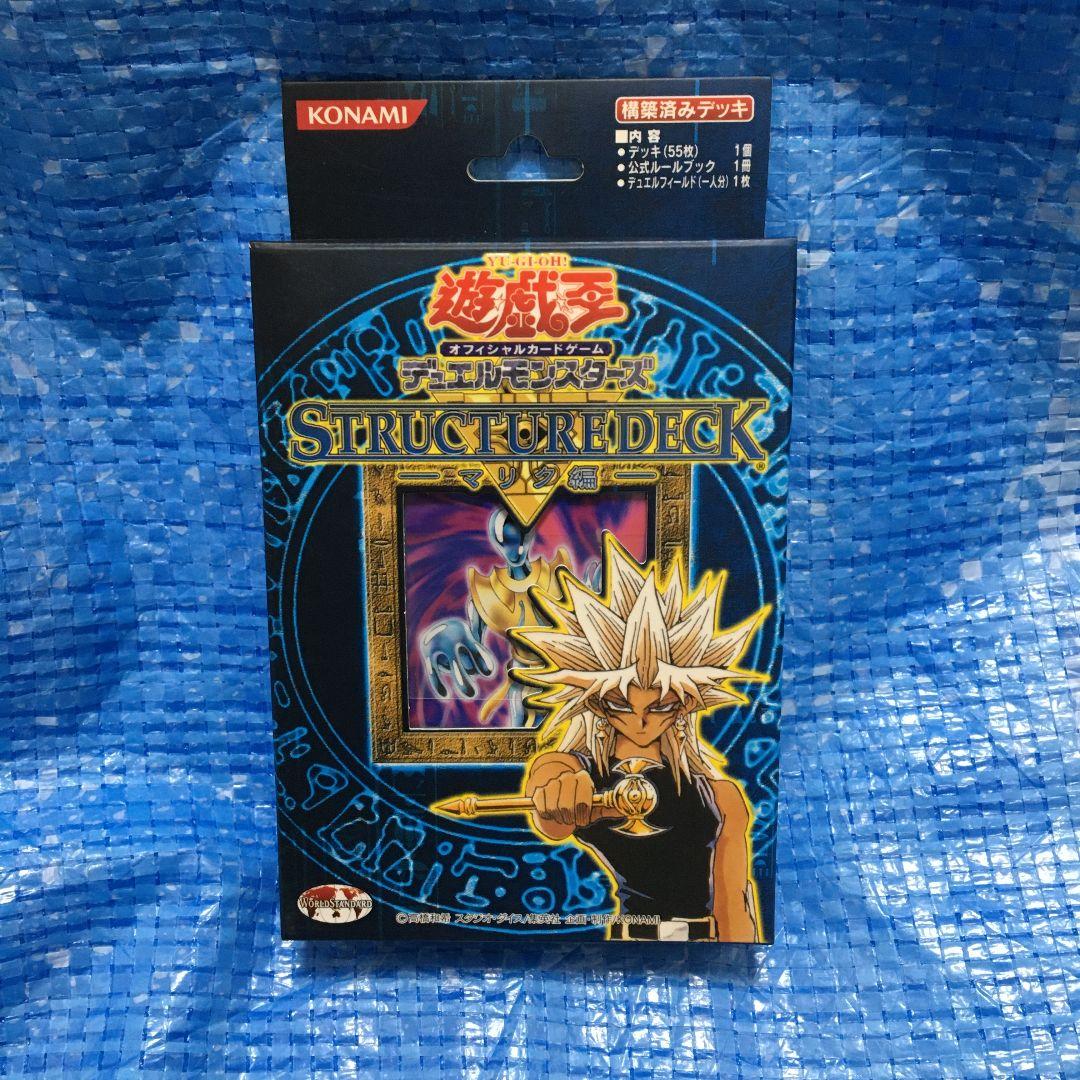 KONAMI
構築済みデッキ
■内 容
●デッキ(55枚) 1個
●公式ルールブック 1冊
●デュエルフィールド(一人分) 1枚
YU-GI-OH!
遊戯王
オフィシャルカードゲーム
デュエルモンスターズ
STRUCTURE DECK®
マリク編
WORLD STANDARD
©高橋和希 スタジオ・ダイス/集英社 企画・制作/KONAMI